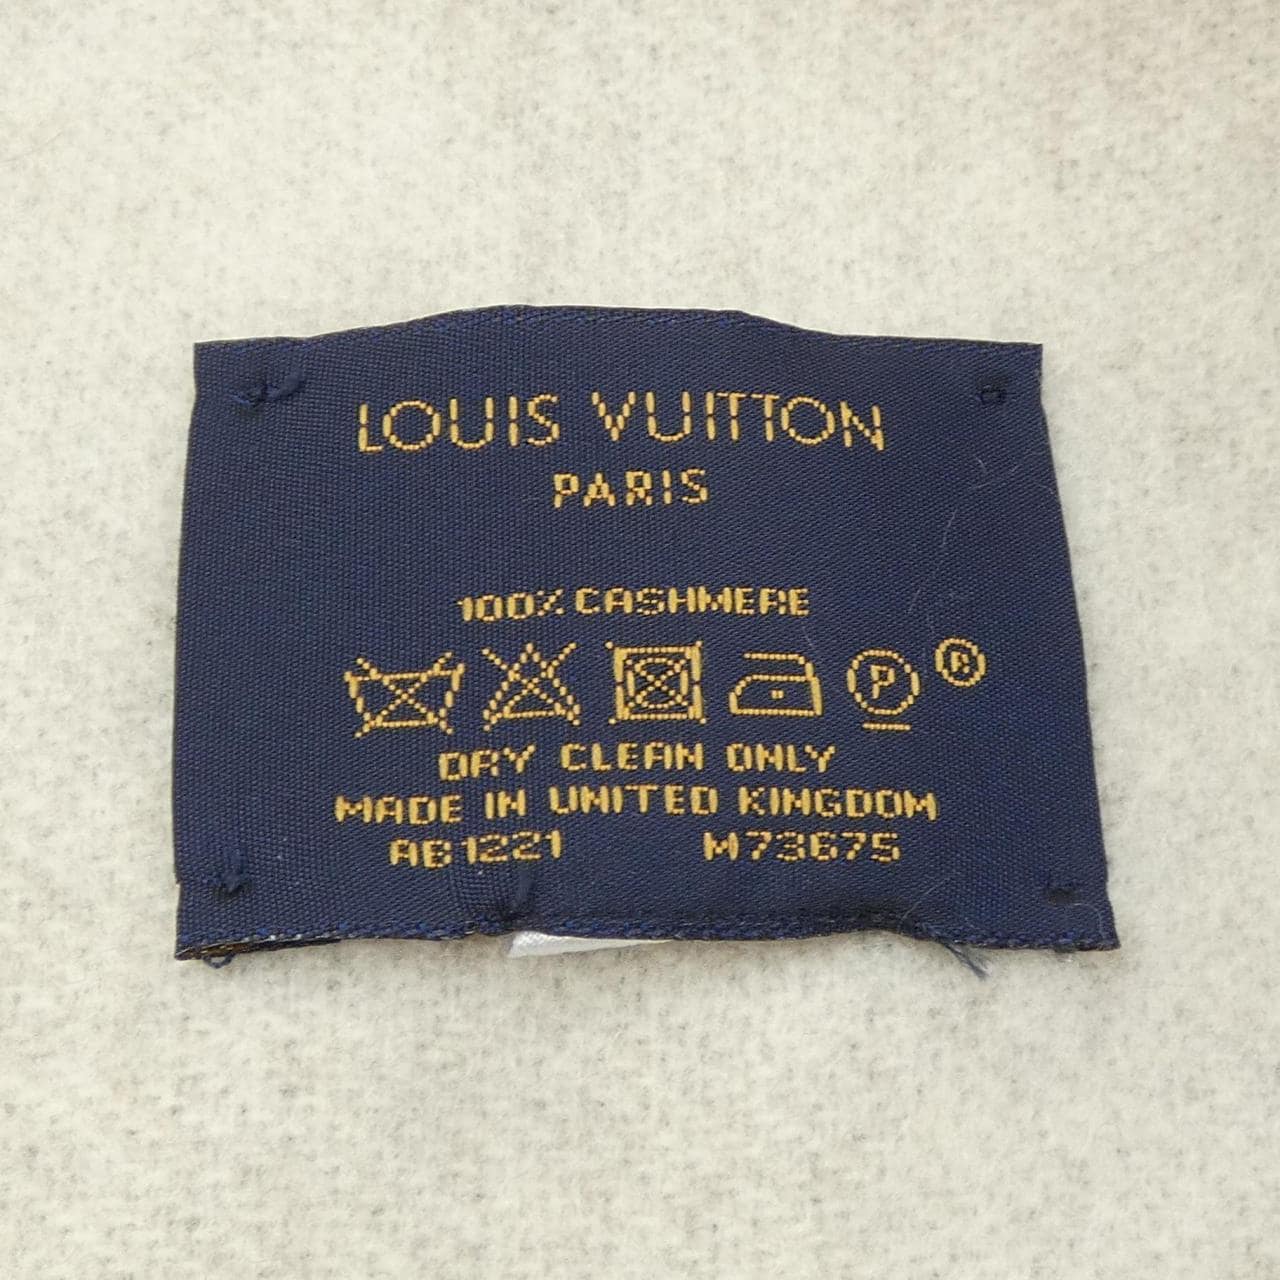 LOUIS VUITTON
PARIS
100% CASHMERE
P ®
DRY CLEAN ONLY
MADE IN UNITED KINGDOM
AB1221 M73675